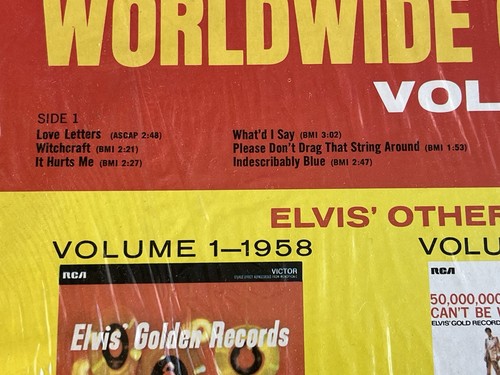 WORLDWIDE
VOL
SIDE 1
Love Letters (ASCAP 2:48)
Witchcraft (BMI 2:21)
It Hurts Me (BMI 2:27)
What'd I Say (BMI 3:02)
Please Don't Drag That String Around (BMI 1:53)
Indescribably Blue (BMI 2:47)
ELVIS' OTHER
VOLUME 1—1958
VOLU
RCA VICTOR
Elvis' Golden Records
RCA
50,000,000
CAN'T BE
ELVIS' GOLD RECORD